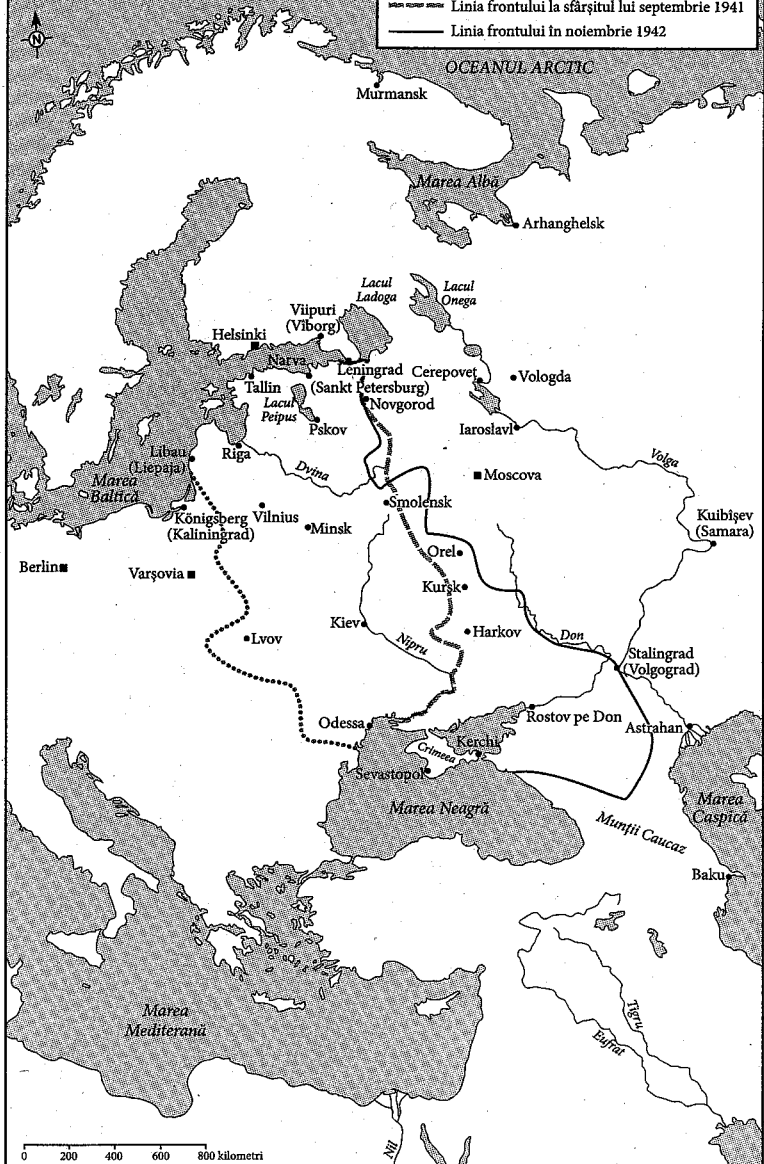 Linia frontului la sfârșitul lui septembrie 1941
Linia frontului în noiembrie 1942
N
OCEANUL ARCTIC
Murmansk
Marea Albă
Arhanghelsk
Lacul
Ladoga
Lacul
Onega
Viipuri
(Vîborg)
Helsinki
Narva
Leningrad
(Sankt Petersburg)
Cerepoveț
Vologda
Tallin
Lacul
Peipus
Novgorod
Pskov
Iaroslavl
Riga
Libau
(Liepaja)
Marea
Baltică
Dvina
Volga
Moscova
Smolensk
Königsberg
(Kaliningrad)
Vilnius
Minsk
Kuibîșev
(Samara)
Orel
Berlin
Varșovia
Kursk
Kiev
Nipru
Harkov
Lvov
Don
Stalingrad
(Volgograd)
Odessa
Rostov pe Don
Astrahan
Crimeea
Kerchi
Sevastopol
Marea Neagră
Marea
Caspică
Munții Caucaz
Baku
Marea
Mediterană
Tigru
Eufrat
Nil
0 200 400 600 800 kilometri